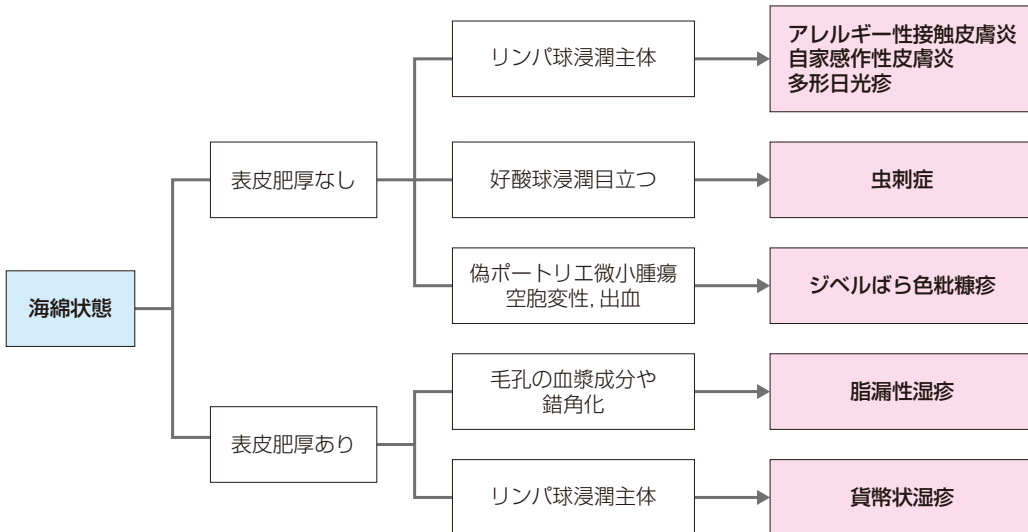 海綿状態
表皮肥厚なし
リンパ球浸潤主体
アレルギー性接触皮膚炎
自家感作性皮膚炎
多形日光疹
好酸球浸潤目立つ
虫刺症
偽ポートリエ微小膿瘍
空胞変性, 出血
ジベルばら色粃糠疹
表皮肥厚あり
毛孔の血漿成分や
錯角化
脂漏性湿疹
リンパ球浸潤主体
貨幣状湿疹